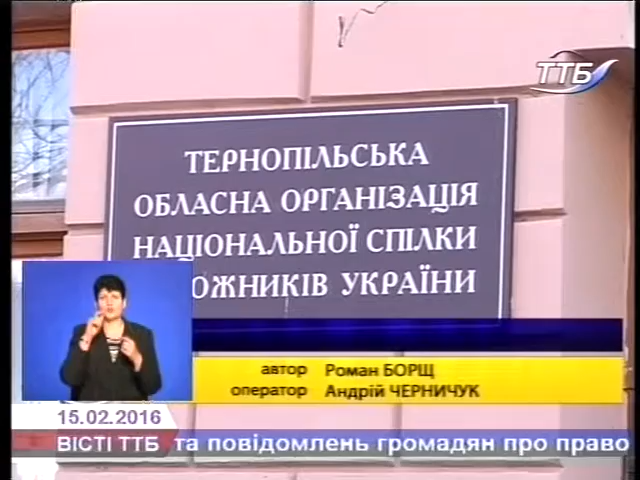 ТТБ
ТЕРНОПІЛЬСЬКА
ОБЛАСНА ОРГАНІЗАЦІЯ
НАЦІОНАЛЬНОЇ СПІЛКИ
ОЖНИКІВ УКРАЇНИ
автор Роман БОРЩ
оператор Андрій ЧЕРНИЧУК
15.02.2016
ВІСТІ ТТБ та повідомлень громадян про право